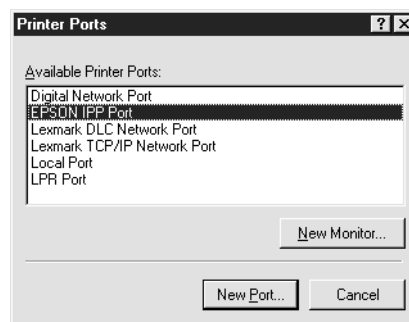 Printer Ports
Available Printer Ports:
Digital Network Port
EPSON IPP Port
Lexmark DLC Network Port
Lexmark TCP/IP Network Port
Local Port
LPR Port
New Monitor...
New Port... Cancel